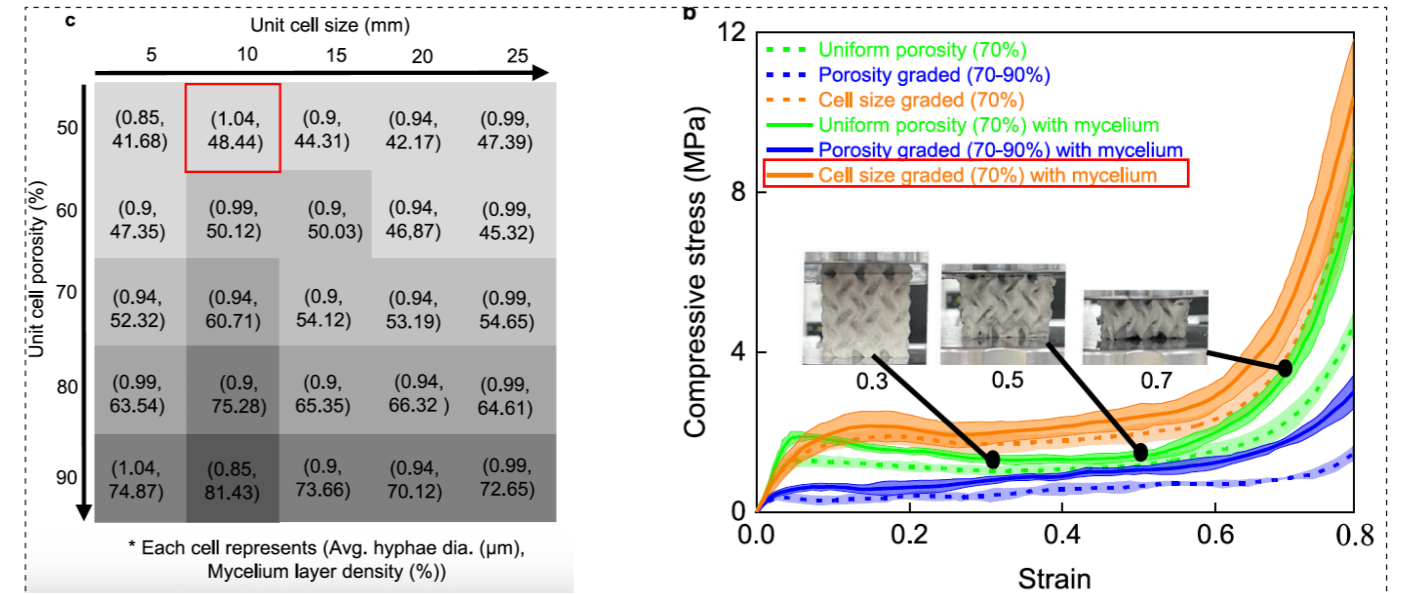 c
Unit cell size (mm)
5 10 15 20 25
Unit cell porosity (%)
50
(0.85, 41.68)
(1.04, 48.44)
(0.9, 44.31)
(0.94, 42.17)
(0.99, 47.39)
60
(0.9, 47.35)
(0.99, 50.12)
(0.9, 50.03)
(0.94, 46,87)
(0.99, 45.32)
70
(0.94, 52.32)
(0.94, 60.71)
(0.9, 54.12)
(0.94, 53.19)
(0.99, 54.65)
80
(0.99, 63.54)
(0.9, 75.28)
(0.9, 65.35)
(0.94, 66.32 )
(0.99, 64.61)
90
(1.04, 74.87)
(0.85, 81.43)
(0.9, 73.66)
(0.94, 70.12)
(0.99, 72.65)
* Each cell represents (Avg. hyphae dia. (µm),
Mycelium layer density (%))
b
12
8
4
0
Compressive stress (MPa)
Uniform porosity (70%)
Porosity graded (70-90%)
Cell size graded (70%)
Uniform porosity (70%) with mycelium
Porosity graded (70-90%) with mycelium
Cell size graded (70%) with mycelium
0.3 0.5 0.7
0.0 0.2 0.4 0.6 0.8
Strain